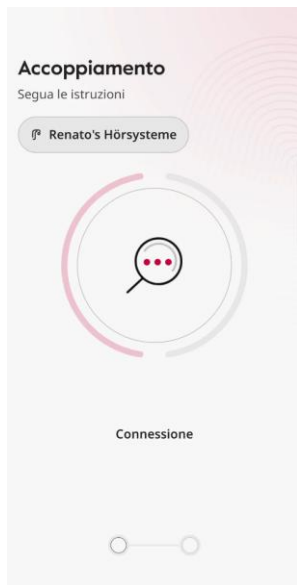 Accoppiamento
Segua le istruzioni
Renato's Hörsysteme
Connessione